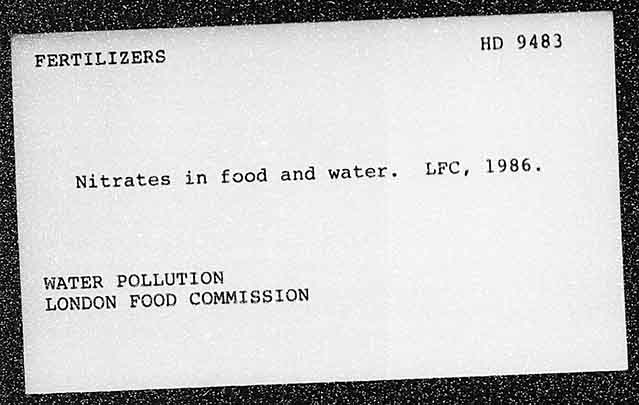 FERTILIZERS HD 9483
Nitrates in food and water. LFC, 1986.
WATER POLLUTION
LONDON FOOD COMMISSION